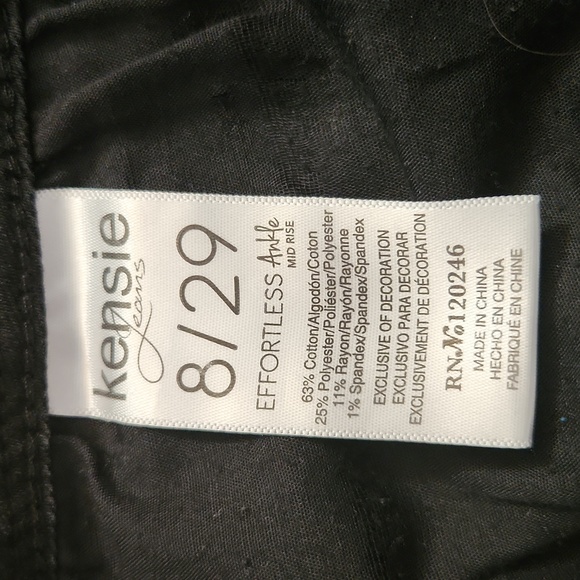 kensie
jeans
8/29
EFFORTLESS Ankle
MID RISE
63% Cotton/Algodón/Coton
25% Polyester/Poliéster/Polyester
11% Rayon/Rayón/Rayonne
1% Spandex/Spandex/Spandex
EXCLUSIVE OF DECORATION
EXCLUSIVO PARA DECORAR
EXCLUSIVEMENT DE DÉCORATION
RN No 120246
MADE IN CHINA
HECHO EN CHINA
FABRIQUÉ EN CHINE